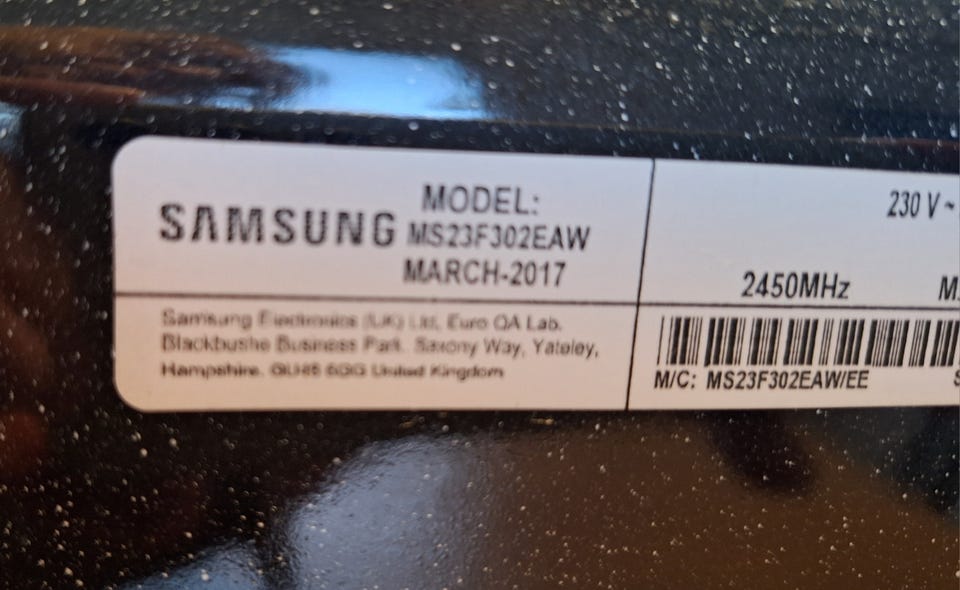 MODEL:
SAMSUNG MS23F302EAW
MARCH-2017
Samsung Electronics (UK) Ltd, Euro QA Lab.
Blackbushe Business Park. Saxony Way, Yateley,
Hampshire. GU46 6GG United Kingdom
230 V ~
2450MHz
M/C: MS23F302EAW/EE